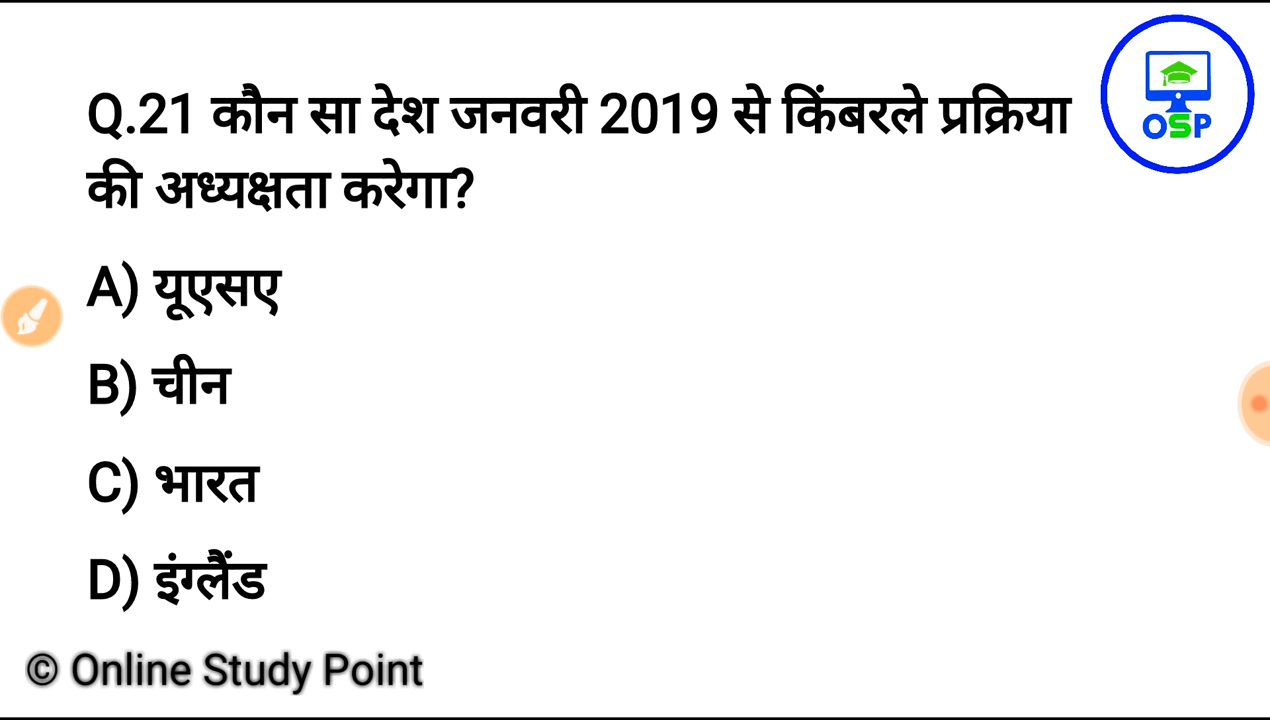 Q.21 कौन सा देश जनवरी 2019 से किंबरले प्रक्रिया
की अध्यक्षता करेगा?
OSP
A) यूएसए
B) चीन
C) भारत
D) इंग्लैंड
© Online Study Point